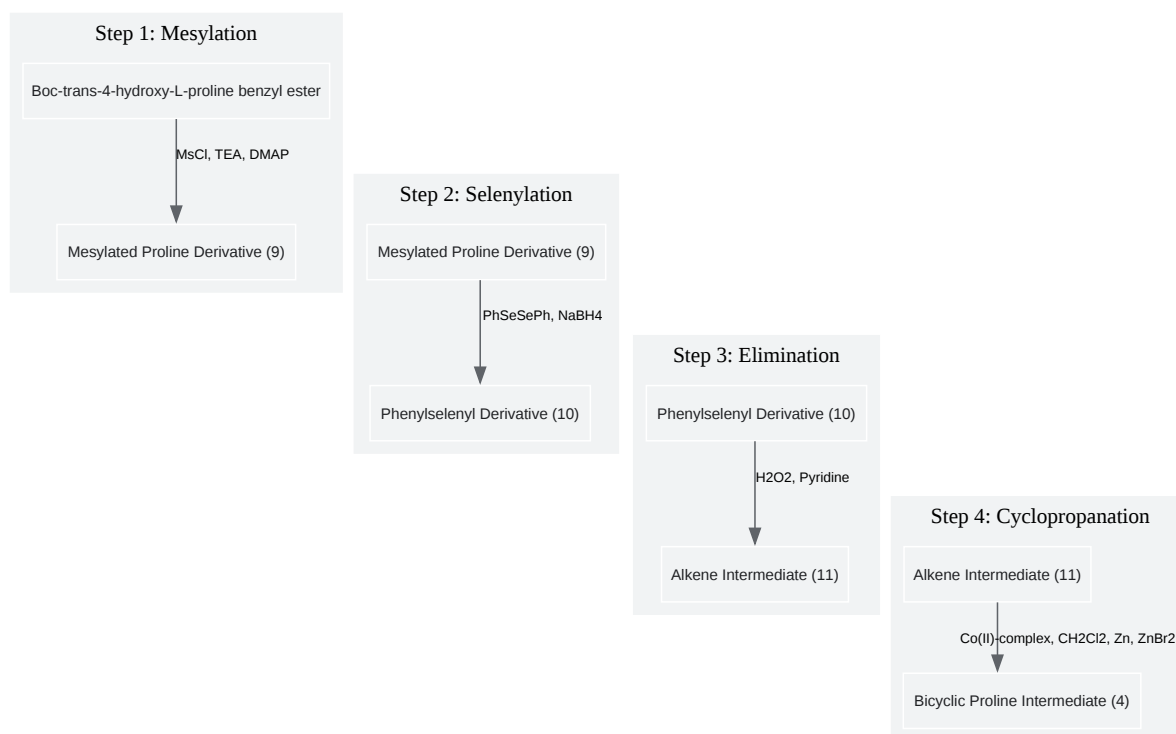 Step 1: Mesylation
Boc-trans-4-hydroxy-L-proline benzyl ester
MsCl, TEA, DMAP
Mesylated Proline Derivative (9)
Step 2: Selenylation
Mesylated Proline Derivative (9)
PhSeSePh, NaBH4
Phenylselenyl Derivative (10)
Step 3: Elimination
Phenylselenyl Derivative (10)
H2O2, Pyridine
Alkene Intermediate (11)
Step 4: Cyclopropanation
Alkene Intermediate (11)
Co(II)-complex, CH2Cl2, Zn, ZnBr2
Bicyclic Proline Intermediate (4)